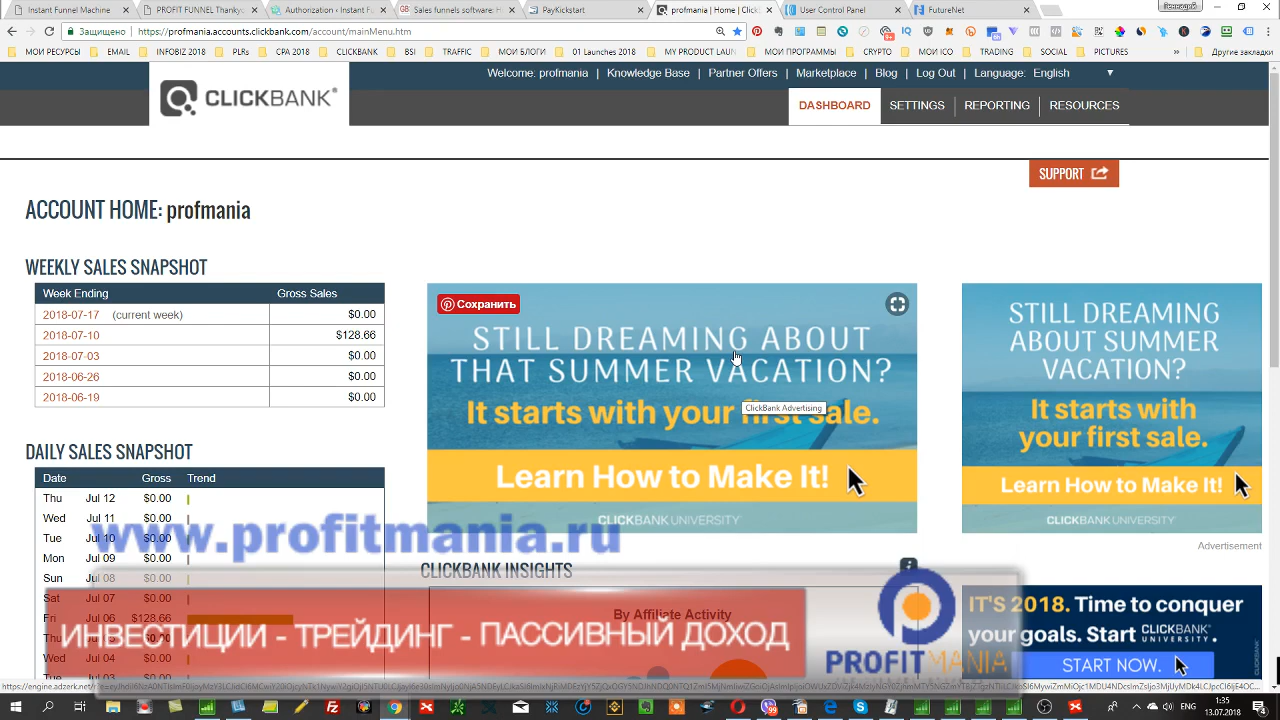 Instant Funnel Machine
PROFIT FUNNEL Thankyo
Authorization ‹ Instant Fu
Sales funnels software: H
PayKickstart
profmania | Home | Click
User Control Panel
FutureNet
Защищено
https://profmania.accounts.clickbank.com/account/mainMenu.htm
МОИ РЕСУРСЫ
EMAIL
INFOBIZ 2018
PLRs
CPA 2018
CLICKBANK
BSI
TRAFFIC
МОИ БЛОГИ
01 Launches 2018
MY PRODUCT LAUN
МОИ ПРОГРАММЫ
CRYPTO
МОИ ICO
TRADING
SOCIAL
PICTURES
»
Другие закладки
Welcome: profmania | Knowledge Base | Partner Offers | Marketplace | Blog | Log Out | Language: English
CLICKBANK®
DASHBOARD
SETTINGS
REPORTING
RESOURCES
SUPPORT
ACCOUNT HOME: profmania
WEEKLY SALES SNAPSHOT
Week Ending Gross Sales
2018-07-17 (current week) $0.00
2018-07-10 $128.66
2018-07-03 $0.00
2018-06-26 $0.00
2018-06-19 $0.00
Сохранить
STILL DREAMING ABOUT
THAT SUMMER VACATION?
It starts with your first sale.
ClickBank Advertising
Learn How to Make It!
CLICKBANK UNIVERSITY
STILL DREAMING
ABOUT SUMMER
VACATION?
It starts with
your first sale.
Learn How to Make It!
CLICKBANK UNIVERSITY
Advertisement
DAILY SALES SNAPSHOT
Date Gross Trend
Thu Jul 12 $0.00
Wed Jul 11 $0.00
Tue Jul 10 $0.00
Mon Jul 09 $0.00
Sun Jul 08 $0.00
Sat Jul 07 $0.00
Fri Jul 06 $128.66
Wed Jul 04
Tue Jul 03 $0.00
www.profitmania.ru
CLICKBANK INSIGHTS
By Affiliate Activity
ИНВЕСТИЦИИ - ТРЕЙДИНГ - ПАССИВНЫЙ ДОХОД
PROFITMANIA
IT'S 2018. Time to conquer
your goals. Start CLICKBANK UNIVERSITY.
START NOW.
1:35
13.07.2018